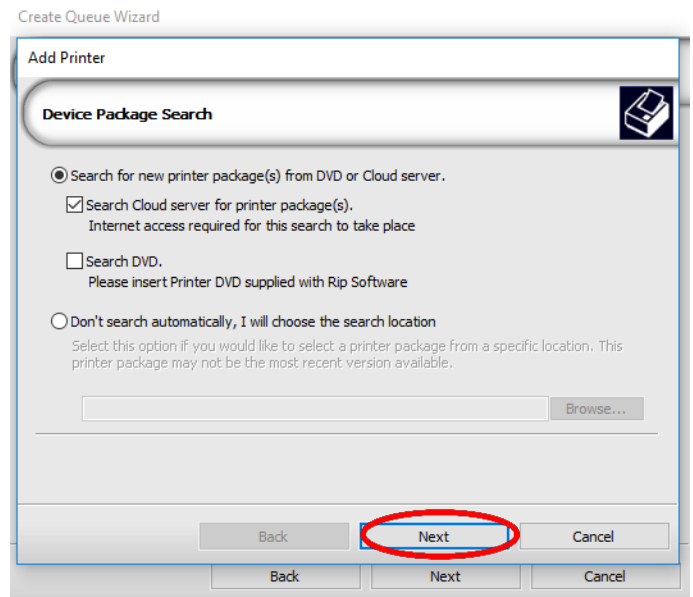 Create Queue Wizard
Add Printer
Device Package Search
Search for new printer package(s) from DVD or Cloud server.
Search Cloud server for printer package(s).
Internet access required for this search to take place
Search DVD.
Please insert Printer DVD supplied with Rip Software
Don't search automatically, I will choose the search location
Select this option if you would like to select a printer package from a specific location. This
printer package may not be the most recent version available.
Browse...
Back Next Cancel
Back Next Cancel